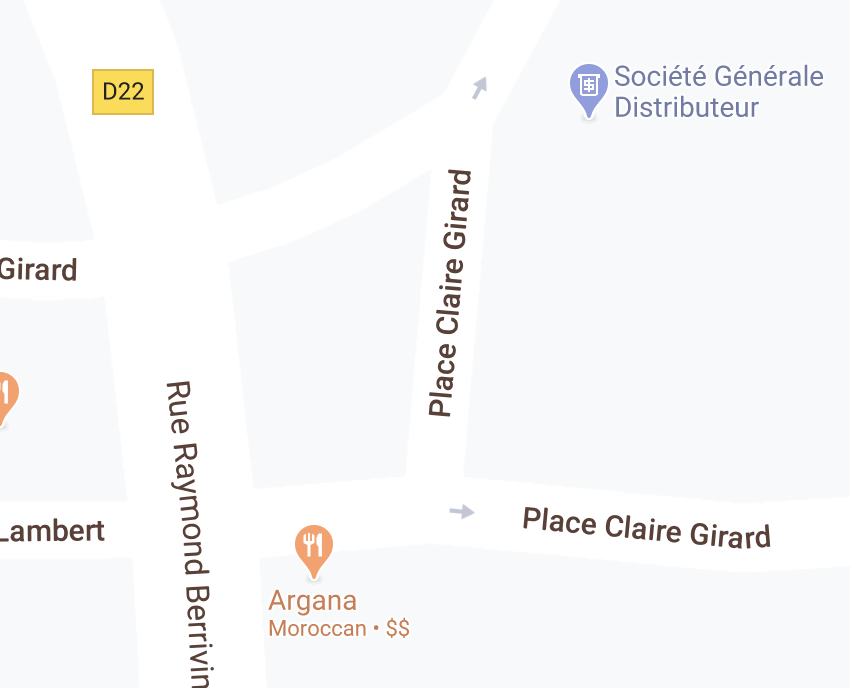 D22
Société Générale
Distributeur
Place Claire Girard
Girard
Rue Raymond Berrivin
Lambert
Place Claire Girard
Argana
Moroccan • $$